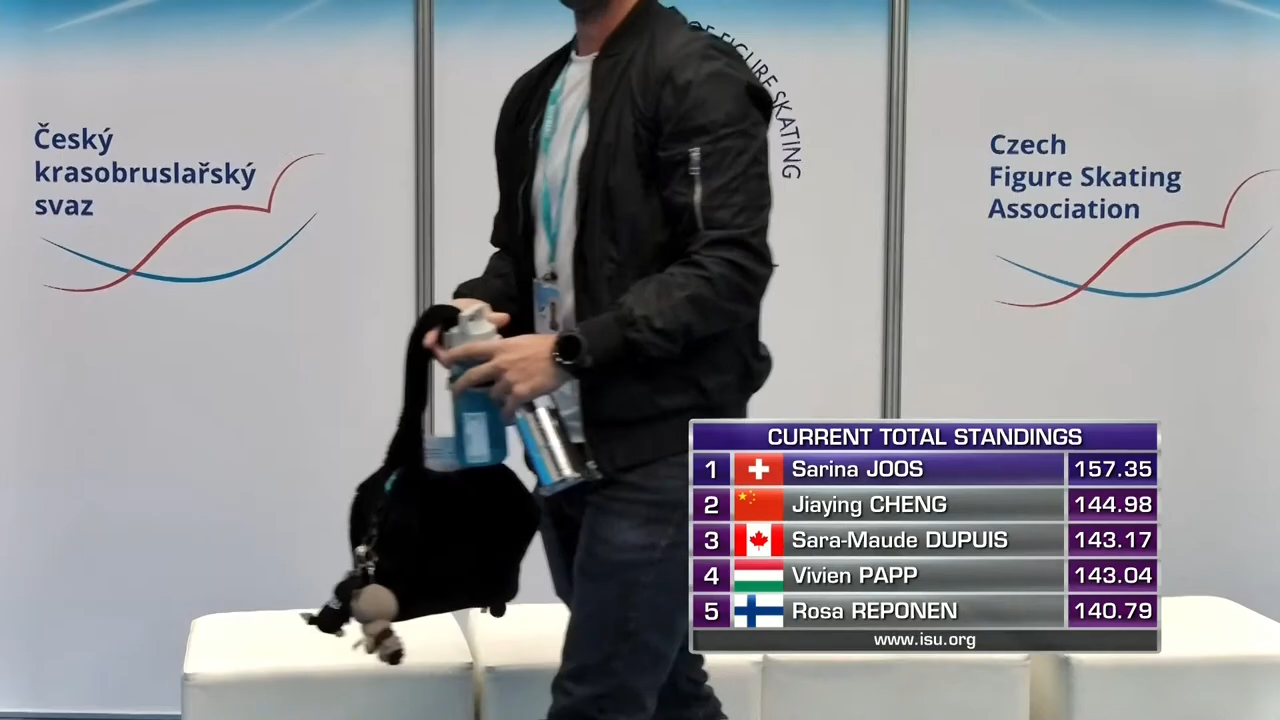 Český
krasobruslařský
svaz
OF FIGURE SKATING
Czech
Figure Skating
Association
CURRENT TOTAL STANDINGS
1 Sarina JOOS 157.35
2 Jiaying CHENG 144.98
3 Sara-Maude DUPUIS 143.17
4 Vivien PAPP 143.04
5 Rosa REPONEN 140.79
www.isu.org